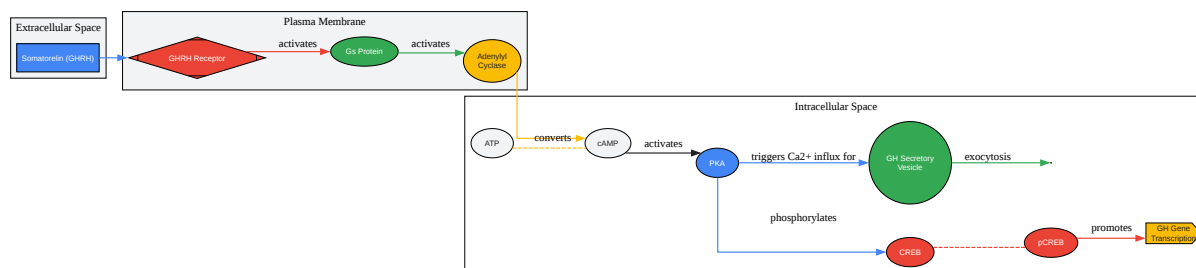 Extracellular Space
Somatorelin (GHRH)
Plasma Membrane
GHRH Receptor
activates
Gs Protein
activates
Adenylyl
Cyclase
Intracellular Space
ATP
converts
cAMP
activates
PKA
triggers Ca2+ influx for
GH Secretory
Vesicle
exocytosis
phosphorylates
CREB
pCREB
promotes
GH Gene
Transcription